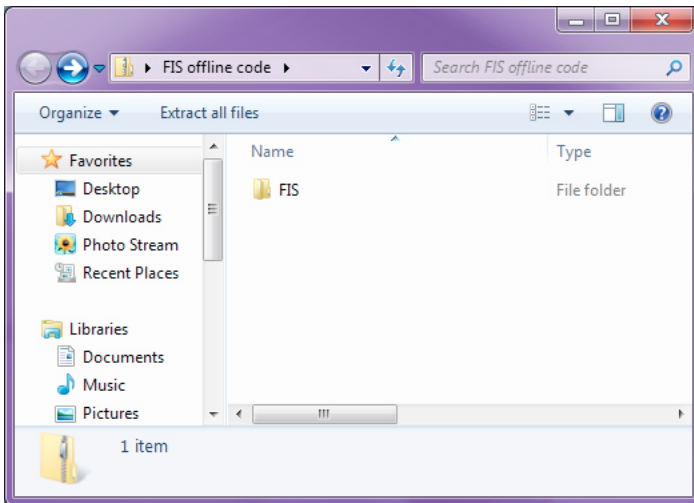 FIS offline code
Search FIS offline code
Organize
Extract all files
Favorites
Desktop
Downloads
Photo Stream
Recent Places
Libraries
Documents
Music
Pictures
Name
Type
FIS
File folder
1 item